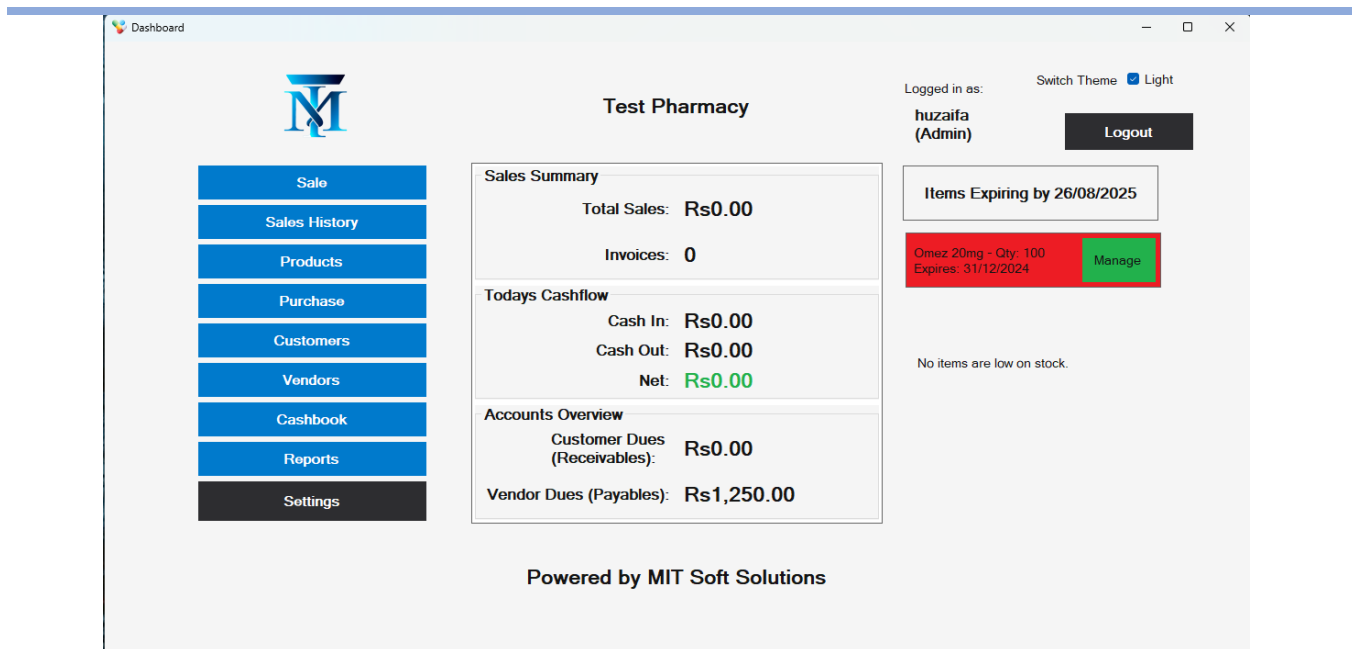 Dashboard
Switch Theme Light
Logged in as:
huzaifa
(Admin)
Logout
Test Pharmacy
Sale
Sales History
Products
Purchase
Customers
Vendors
Cashbook
Reports
Settings
Sales Summary
Total Sales: Rs0.00
Invoices: 0
Todays Cashflow
Cash In: Rs0.00
Cash Out: Rs0.00
Net: Rs0.00
Accounts Overview
Customer Dues
(Receivables): Rs0.00
Vendor Dues (Payables): Rs1,250.00
Items Expiring by 26/08/2025
Omez 20mg - Qty: 100
Expires: 31/12/2024
Manage
No items are low on stock.
Powered by MIT Soft Solutions